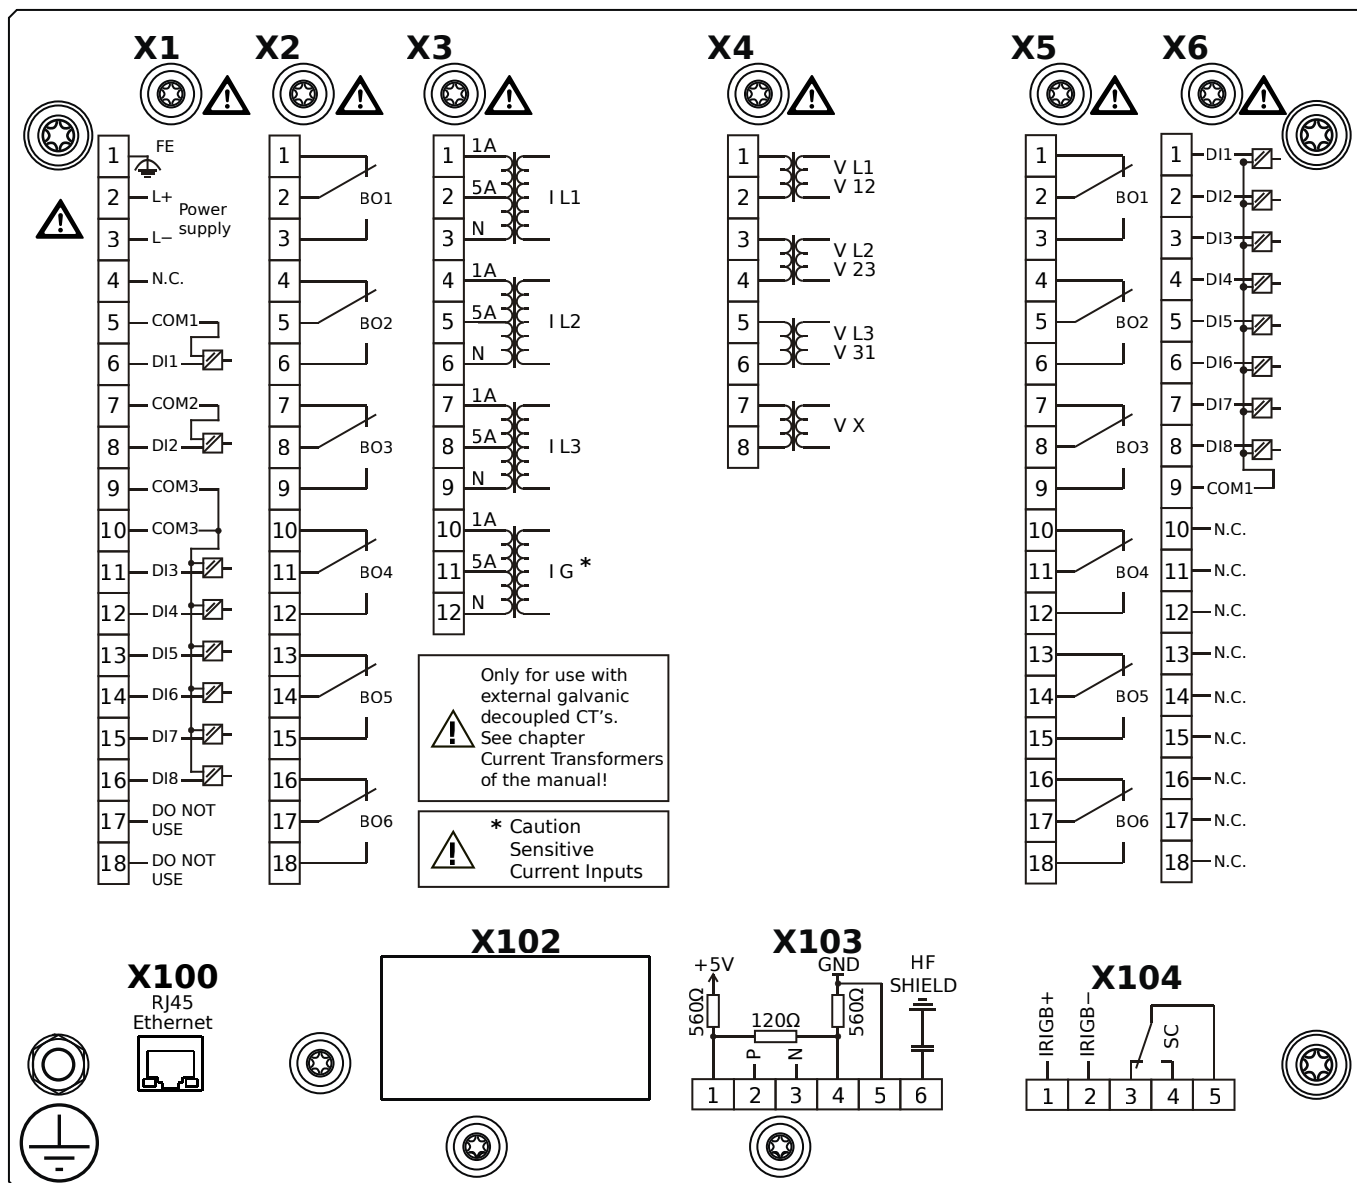 X1 X2 X3 X4 X5 X6
1 FE
2 L+ Power
3 L− supply
4 N.C.
5 COM1
6 DI1
7 COM2
8 DI2
9 COM3
10 COM3
11 DI3
12 DI4
13 DI5
14 DI6
15 DI7
16 DI8
17 DO NOT
USE
18 DO NOT
USE
1
2 BO1
3
4
5 BO2
6
7
8 BO3
9
10
11 BO4
12
13
14 BO5
15
16
17 BO6
18
1 1A
2 5A I L1
3 N
4 1A
5 5A I L2
6 N
7 1A
8 5A I L3
9 N
10 1A
11 5A I G *
12 N
Only for use with
external galvanic
decoupled CT's.
See chapter
Current Transformers
of the manual!
* Caution
Sensitive
Current Inputs
1 V L1
2 V 12
3 V L2
4 V 23
5 V L3
6 V 31
7 V X
8
1
2 BO1
3
4
5 BO2
6
7
8 BO3
9
10
11 BO4
12
13
14 BO5
15
16
17 BO6
18
1 DI1
2 DI2
3 DI3
4 DI4
5 DI5
6 DI6
7 DI7
8 DI8
9 COM1
10 N.C.
11 N.C.
12 N.C.
13 N.C.
14 N.C.
15 N.C.
16 N.C.
17 N.C.
18 N.C.
X100
RJ45
Ethernet
X102
X103
+5V GND HF
SHIELD
560Ω 120Ω 560Ω
P N
1 2 3 4 5 6
X104
IRIGB+ IRIGB− SC
1 2 3 4 5